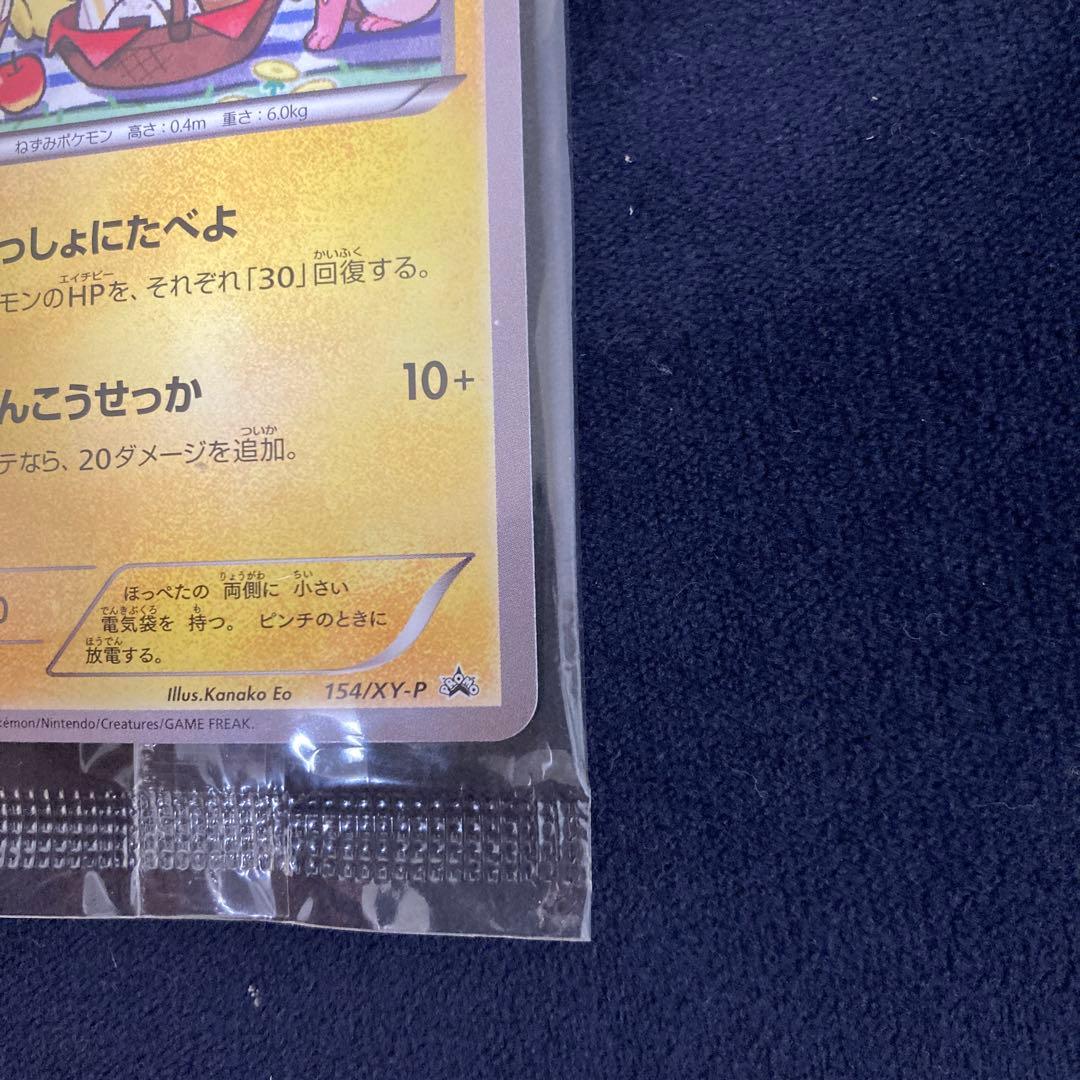 ねずみポケモン 高さ:0.4m 重さ:6.0kg
っしょにたべよ
エイチピー かいふく
モンのHPを、それぞれ「30」回復する。
んこうせっか 10+
ついか
テなら、20ダメージを追加。
りょうがわ ちい
ほっぺたの 両側に 小さい
でんきぶくろ も
電気袋を 持つ。 ピンチのときに
ほうでん
放電する。
0
Illus.Kanako Eo 154/XY-P PROMO
kémon/Nintendo/Creatures/GAME FREAK.